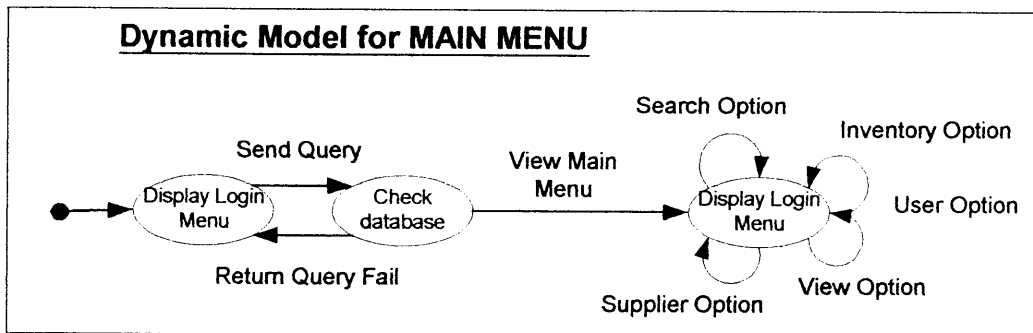 Dynamic Model for MAIN MENU
Search Option
Inventory Option
Send Query
View Main
Menu
Display Login
Menu
Check
database
Display Login
Menu
User Option
Return Query Fail
Supplier Option
View Option